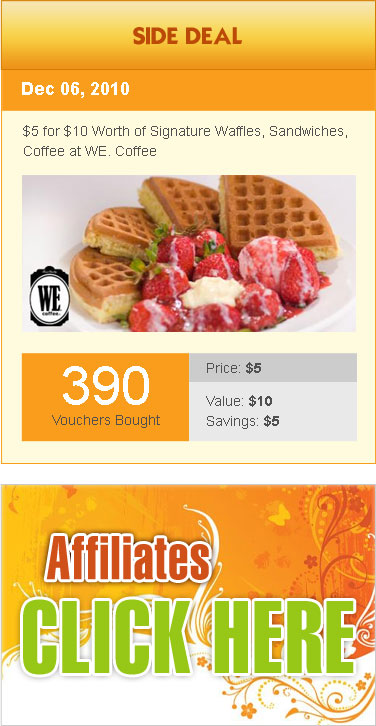 SIDE DEAL
Dec 06, 2010
$5 for $10 Worth of Signature Waffles, Sandwiches,
Coffee at WE. Coffee
WE
coffee.
390
Vouchers Bought
Price: $5
Value: $10
Savings: $5
Affiliates
CLICK HERE